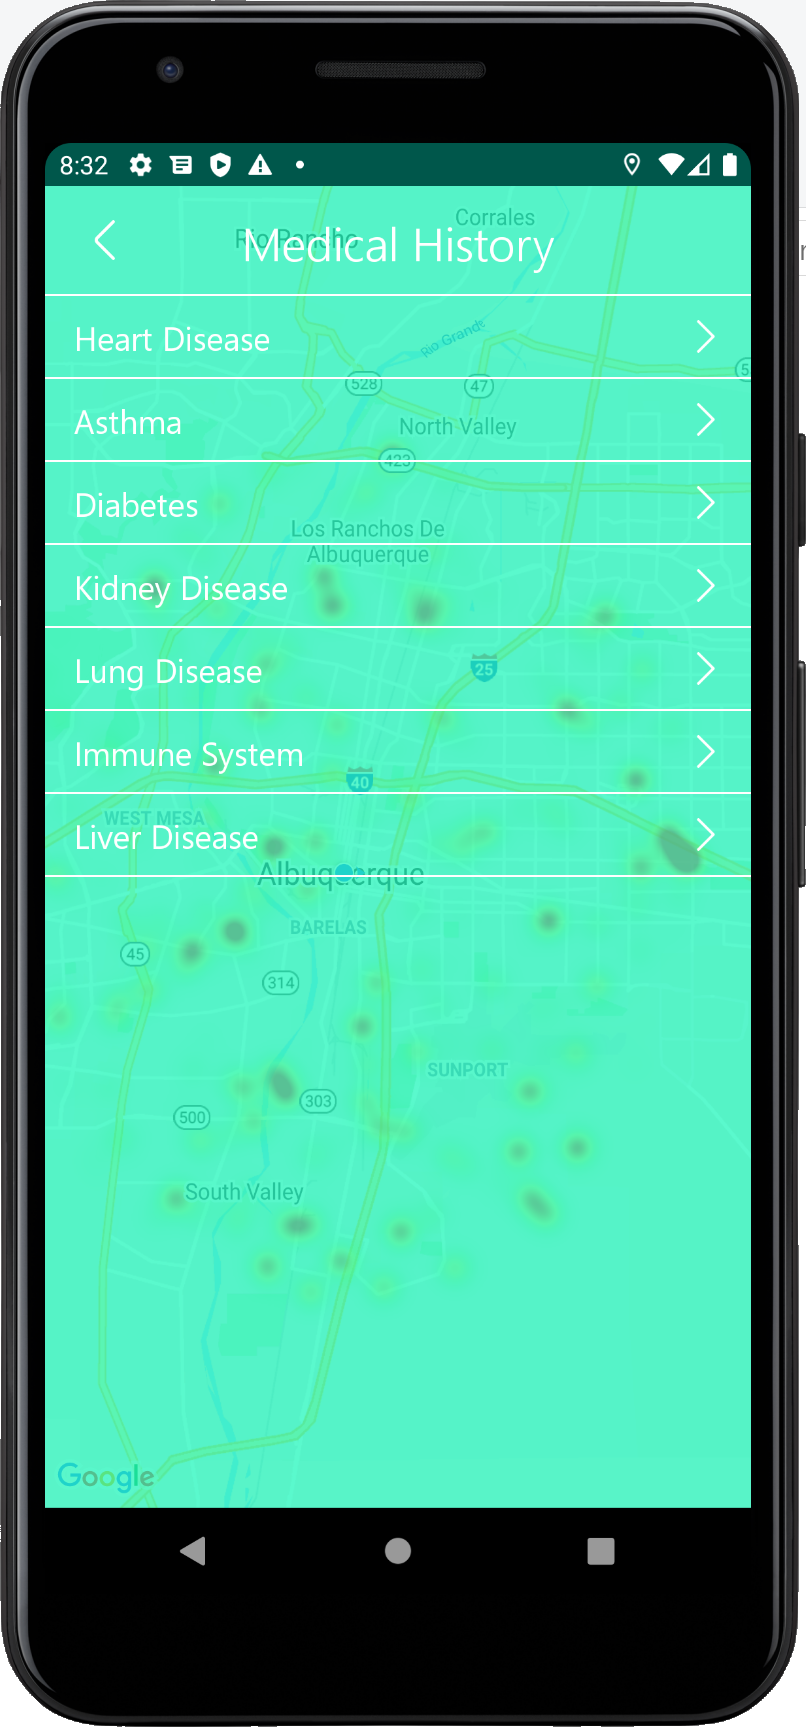 8:32
Corrales
Rio Rancho
Medical History
Rio Grande
Heart Disease
5
528
47
Asthma
North Valley
423
Diabetes
Los Ranchos De
Albuquerque
Kidney Disease
Lung Disease
25
Immune System
40
WEST MESA
Liver Disease
Albuquerque
BARELAS
45
314
SUNPORT
303
500
South Valley
Google